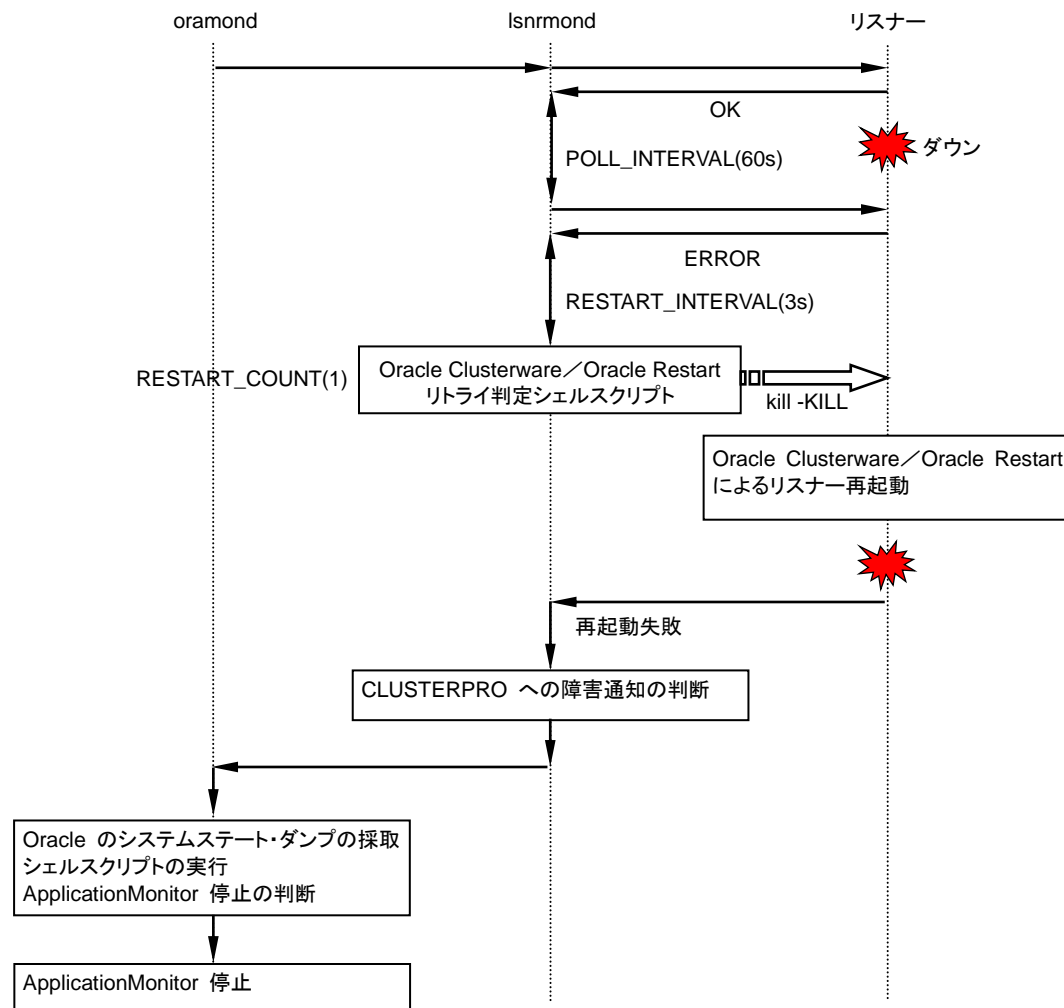 oramond
lsnrmond
リスナー
OK
ダウン
POLL_INTERVAL(60s)
ERROR
RESTART_INTERVAL(3s)
RESTART_COUNT(1)
Oracle Clusterware／Oracle Restart
リトライ判定シェルスクリプト
kill -KILL
Oracle Clusterware／Oracle Restart
によるリスナー再起動
再起動失敗
CLUSTERPRO への障害通知の判断
Oracle のシステムステート・ダンプの採取
シェルスクリプトの実行
ApplicationMonitor 停止の判断
ApplicationMonitor 停止